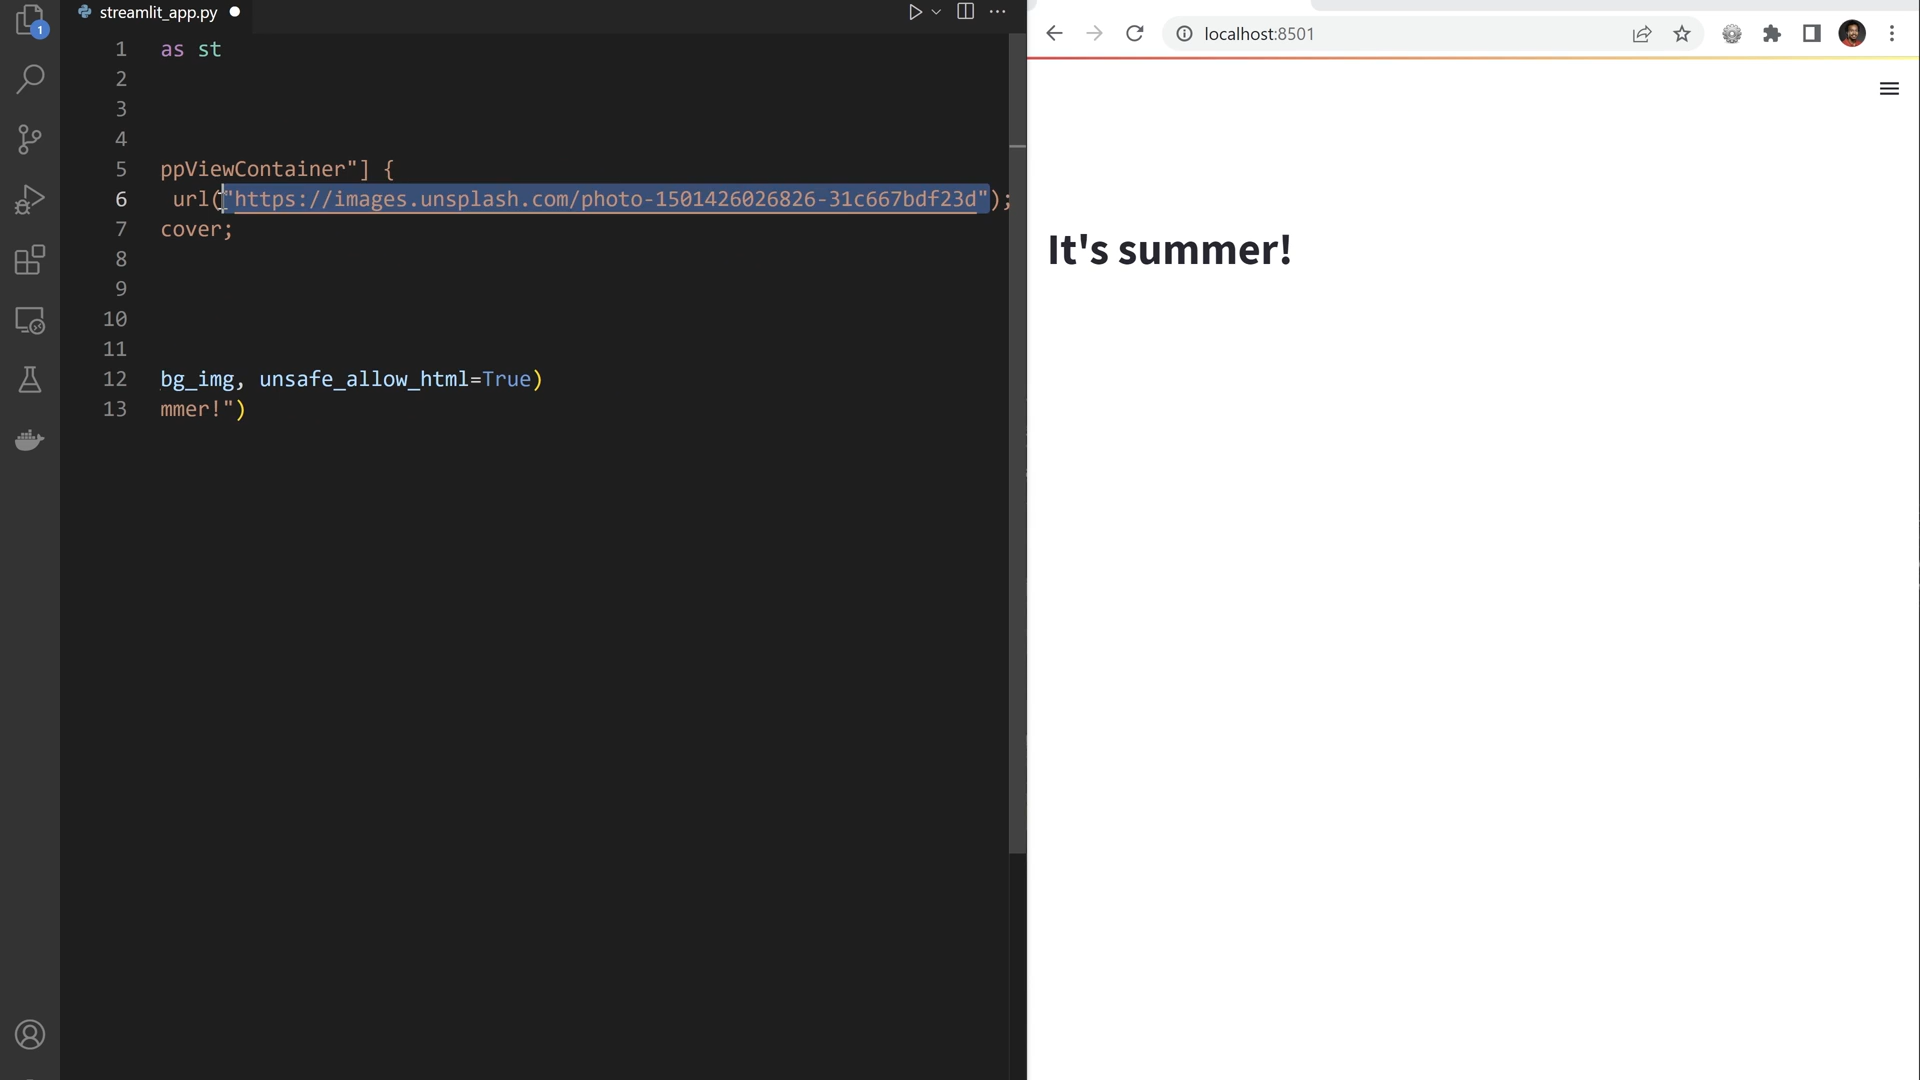 streamlit_app.py
1
1 as st
2
3
4
5 ppViewContainer"] {
6 url("https://images.unsplash.com/photo-1501426026826-31c667bdf23d");
7 cover;
8
9
10
11
12 bg_img, unsafe_allow_html=True)
13 mmer!")
localhost:8501
It's summer!